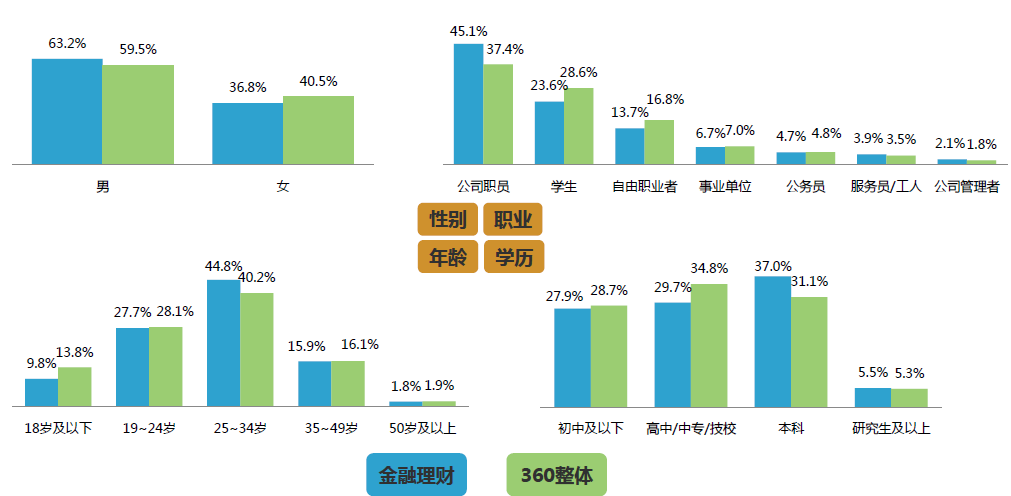 63.2% 59.5% 36.8% 40.5%
男 女
45.1% 37.4% 23.6% 28.6% 13.7% 16.8% 6.7% 7.0% 4.7% 4.8% 3.9% 3.5% 2.1% 1.8%
公司职员 学生 自由职业者 事业单位 公务员 服务员/工人 公司管理者
性别 职业
年龄 学历
9.8% 13.8% 27.7% 28.1% 44.8% 40.2% 15.9% 16.1% 1.8% 1.9%
18岁及以下 19~24岁 25~34岁 35~49岁 50岁及以上
27.9% 28.7% 29.7% 34.8% 37.0% 31.1% 5.5% 5.3%
初中及以下 高中/中专/技校 本科 研究生及以上
金融理财 360整体